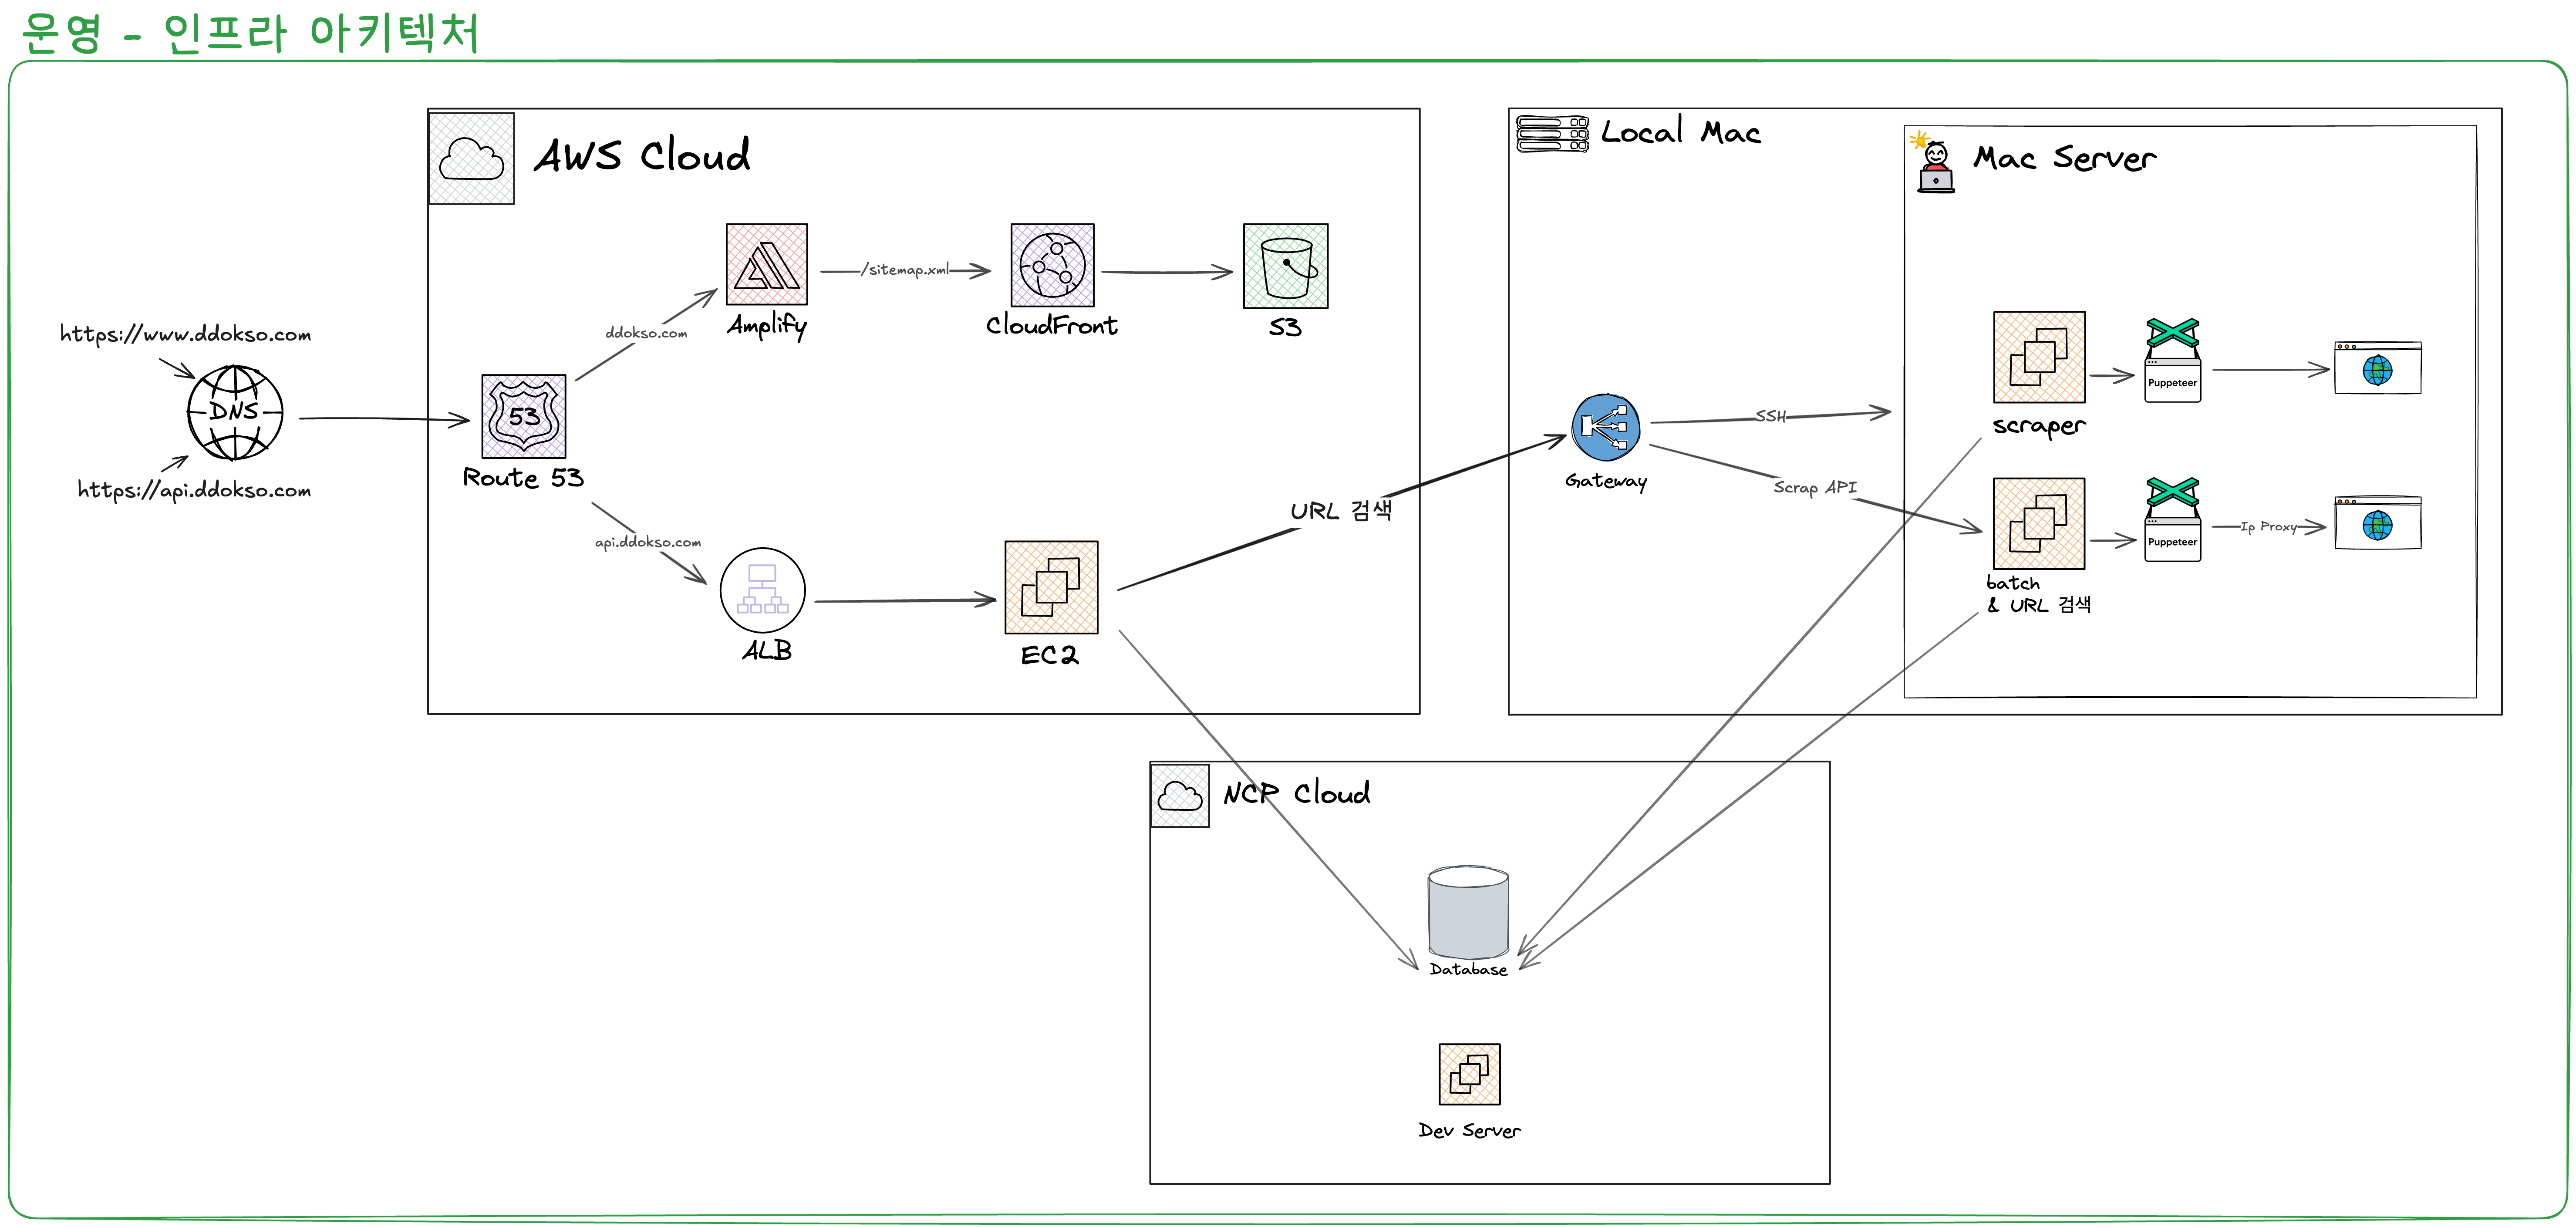 운영 - 인프라 아키텍처
AWS Cloud
Local Mac
Mac Server
https://www.ddokso.com
DNS
https://api.ddokso.com
53
Route 53
ddokso.com
Amplify
/sitemap.xml
CloudFront
S3
api.ddokso.com
ALB
EC2
URL 검색
Gateway
SSH
Scrap API
scraper
Puppeteer
batch
& URL 검색
Puppeteer
Ip Proxy
NCP Cloud
Database
Dev Server